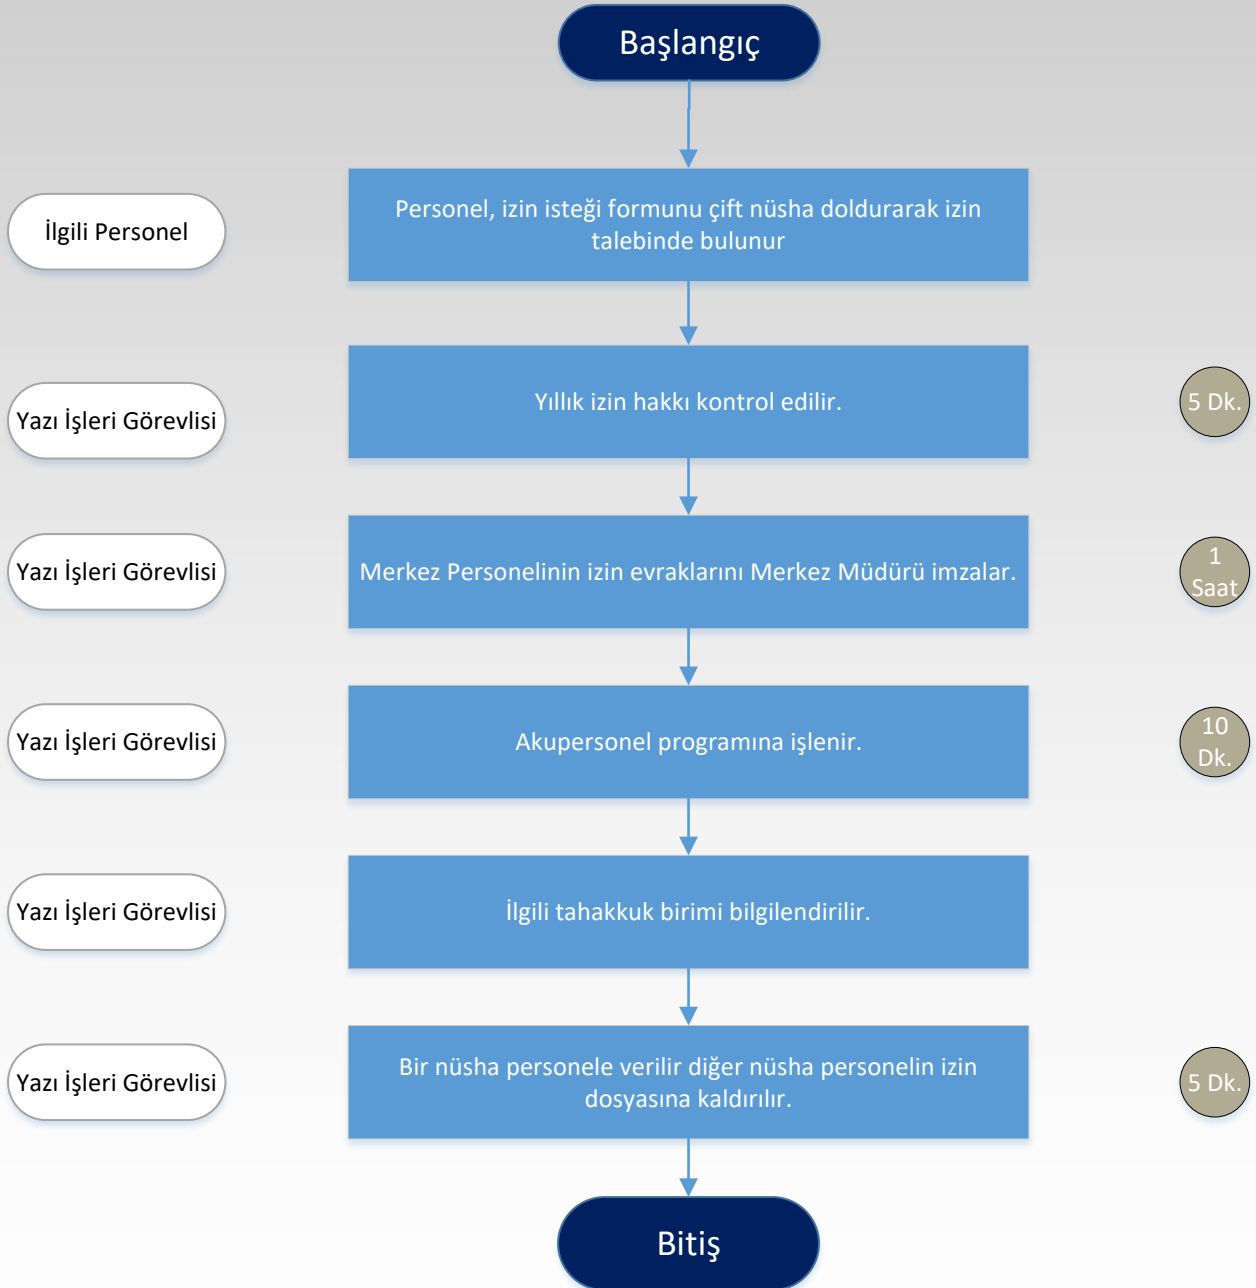 Başlangıç
İlgili Personel
Personel, izin isteği formunu çift nüsha doldurarak izin
talebinde bulunur
Yazı İşleri Görevlisi
Yıllık izin hakkı kontrol edilir.
5 Dk.
Yazı İşleri Görevlisi
Merkez Personelinin izin evraklarını Merkez Müdürü imzalar.
1
Saat
Yazı İşleri Görevlisi
Akupersonel programına işlenir.
10
Dk.
Yazı İşleri Görevlisi
İlgili tahakkuk birimi bilgilendirilir.
Yazı İşleri Görevlisi
Bir nüsha personele verilir diğer nüsha personelin izin
dosyasına kaldırılır.
5 Dk.
Bitiş